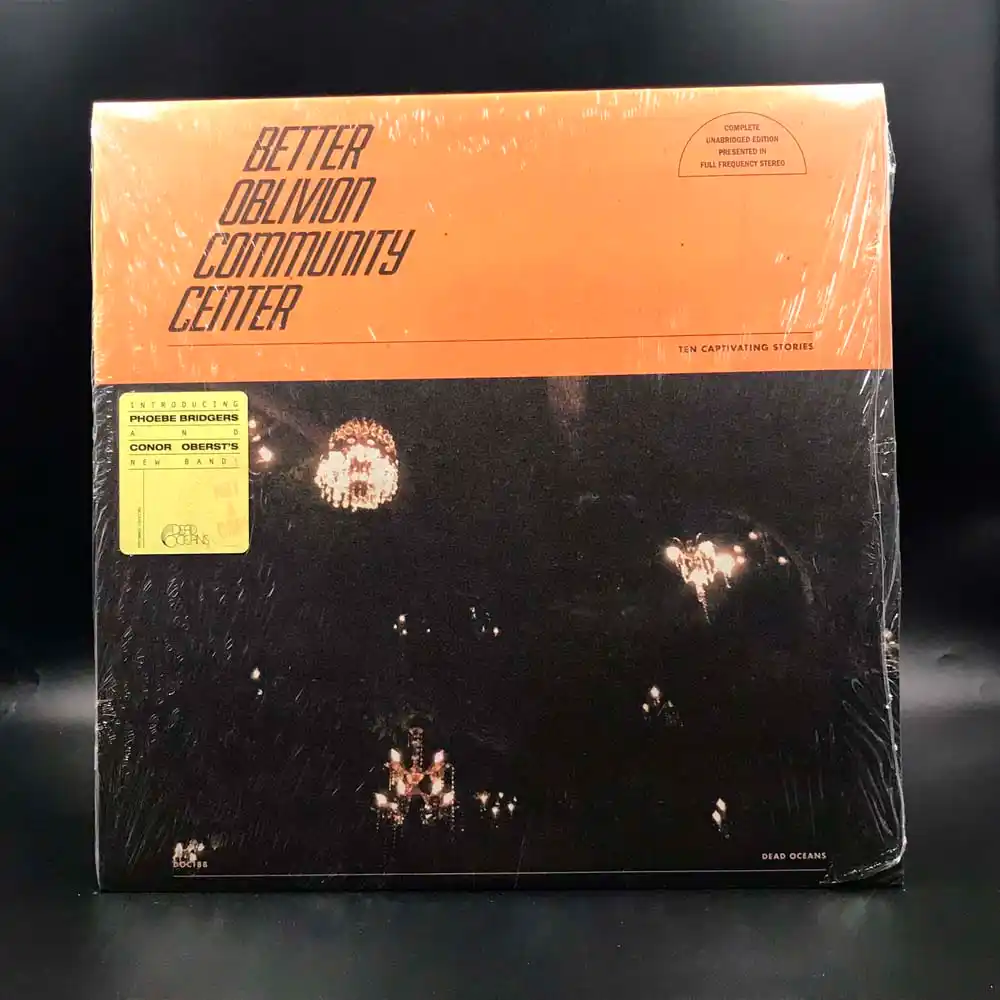 BETTER
OBLIVION
COMMUNITY
CENTER
COMPLETE
UNABRIDGED EDITION
PRESENTED IN
FULL FREQUENCY STEREO
TEN CAPTIVATING STORIES
INTRODUCING
PHOEBE BRIDGERS
AND
CONOR OBERST'S
NEW BAND!
DEAD
OCEANS
DOC188
DEAD OCEANS